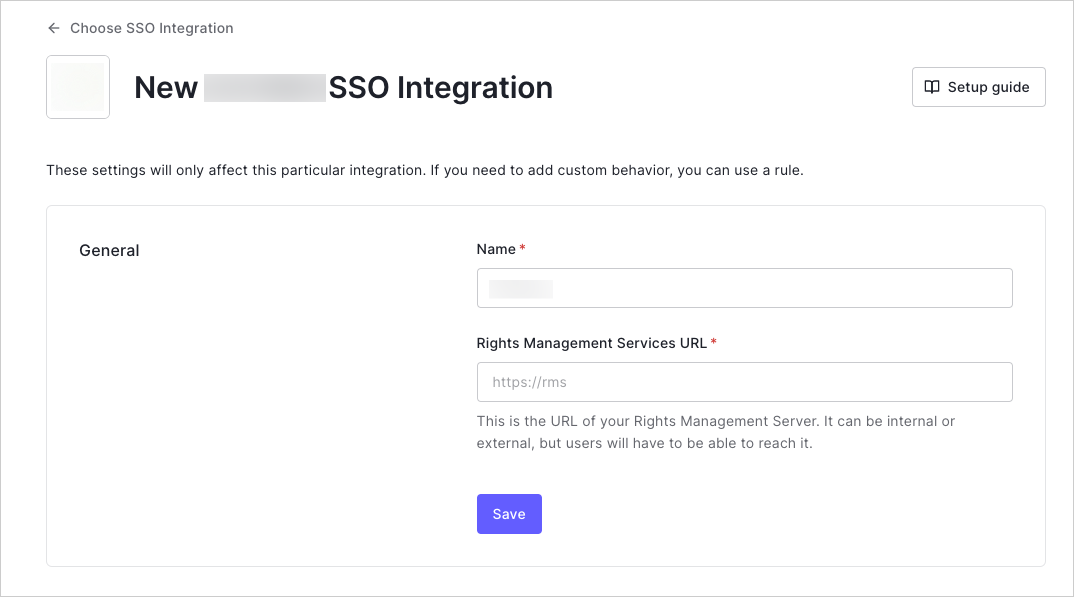 Choose SSO Integration
New SSO Integration
Setup guide
These settings will only affect this particular integration. If you need to add custom behavior, you can use a rule.
General
Name *
Rights Management Services URL *
https://rms
This is the URL of your Rights Management Server. It can be internal or
external, but users will have to be able to reach it.
Save